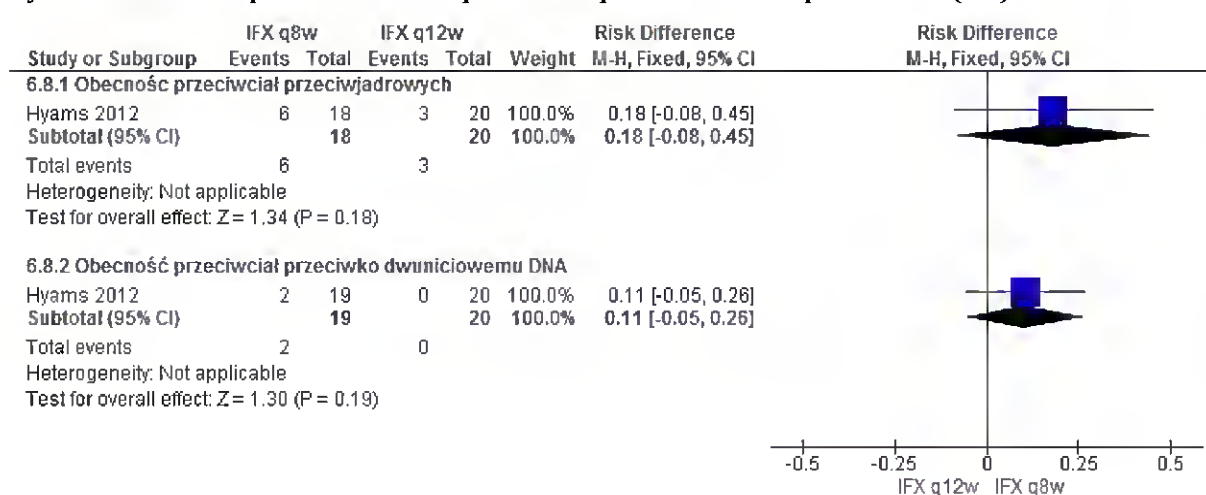 IFX q8w IFX q12w Risk Difference Risk Difference
Study or Subgroup Events Total Events Total Weight M-H, Fixed, 95% CI M-H, Fixed, 95% CI
6.8.1 Obecnośc przeciwciał przeciwjadrowych
Hyams 2012 6 18 3 20 100.0% 0.18 [-0.08, 0.45]
Subtotal (95% CI) 18 20 100.0% 0.18 [-0.08, 0.45]
Total events 6 3
Heterogeneity: Not applicable
Test for overall effect: Z = 1.34 (P = 0.18)
6.8.2 Obecność przeciwciał przeciwko dwuniciowemu DNA
Hyams 2012 2 19 0 20 100.0% 0.11 [-0.05, 0.26]
Subtotal (95% CI) 19 20 100.0% 0.11 [-0.05, 0.26]
Total events 2 0
Heterogeneity: Not applicable
Test for overall effect: Z = 1.30 (P = 0.19)
-0.5 -0.25 0 0.25 0.5
IFX q12w IFX q8w